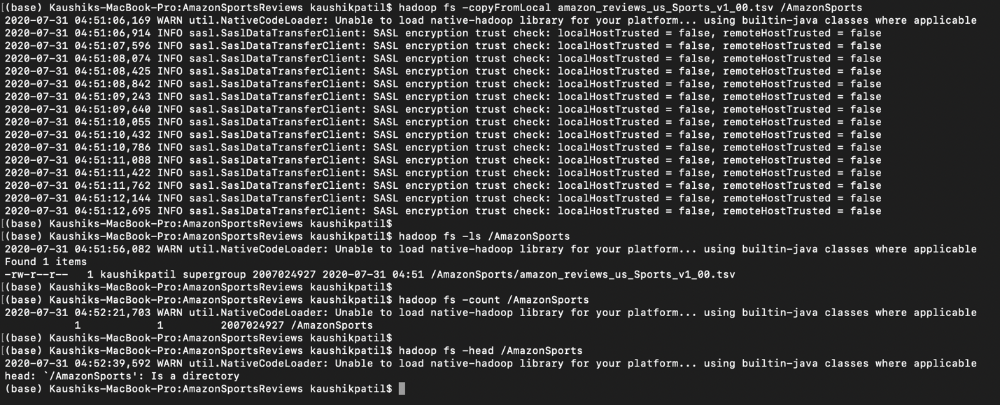 [(base) Kaushiks-MacBook-Pro:AmazonSportsReviews kaushikpatil$ hadoop fs -copyFromLocal amazon_reviews_us_Sports_v1_00.tsv /AmazonSports
2020-07-31 04:51:06,169 WARN util.NativeCodeLoader: Unable to load native-hadoop library for your platform... using builtin-java classes where applicable
2020-07-31 04:51:06,914 INFO sasl.SaslDataTransferClient: SASL encryption trust check: localHostTrusted = false, remoteHostTrusted = false
2020-07-31 04:51:07,596 INFO sasl.SaslDataTransferClient: SASL encryption trust check: localHostTrusted = false, remoteHostTrusted = false
2020-07-31 04:51:08,074 INFO sasl.SaslDataTransferClient: SASL encryption trust check: localHostTrusted = false, remoteHostTrusted = false
2020-07-31 04:51:08,425 INFO sasl.SaslDataTransferClient: SASL encryption trust check: localHostTrusted = false, remoteHostTrusted = false
2020-07-31 04:51:08,842 INFO sasl.SaslDataTransferClient: SASL encryption trust check: localHostTrusted = false, remoteHostTrusted = false
2020-07-31 04:51:09,243 INFO sasl.SaslDataTransferClient: SASL encryption trust check: localHostTrusted = false, remoteHostTrusted = false
2020-07-31 04:51:09,640 INFO sasl.SaslDataTransferClient: SASL encryption trust check: localHostTrusted = false, remoteHostTrusted = false
2020-07-31 04:51:10,055 INFO sasl.SaslDataTransferClient: SASL encryption trust check: localHostTrusted = false, remoteHostTrusted = false
2020-07-31 04:51:10,432 INFO sasl.SaslDataTransferClient: SASL encryption trust check: localHostTrusted = false, remoteHostTrusted = false
2020-07-31 04:51:10,786 INFO sasl.SaslDataTransferClient: SASL encryption trust check: localHostTrusted = false, remoteHostTrusted = false
2020-07-31 04:51:11,088 INFO sasl.SaslDataTransferClient: SASL encryption trust check: localHostTrusted = false, remoteHostTrusted = false
2020-07-31 04:51:11,422 INFO sasl.SaslDataTransferClient: SASL encryption trust check: localHostTrusted = false, remoteHostTrusted = false
2020-07-31 04:51:11,762 INFO sasl.SaslDataTransferClient: SASL encryption trust check: localHostTrusted = false, remoteHostTrusted = false
2020-07-31 04:51:12,144 INFO sasl.SaslDataTransferClient: SASL encryption trust check: localHostTrusted = false, remoteHostTrusted = false
2020-07-31 04:51:12,695 INFO sasl.SaslDataTransferClient: SASL encryption trust check: localHostTrusted = false, remoteHostTrusted = false
[(base) Kaushiks-MacBook-Pro:AmazonSportsReviews kaushikpatil$
[(base) Kaushiks-MacBook-Pro:AmazonSportsReviews kaushikpatil$ hadoop fs -ls /AmazonSports
2020-07-31 04:51:56,082 WARN util.NativeCodeLoader: Unable to load native-hadoop library for your platform... using builtin-java classes where applicable
Found 1 items
-rw-r--r--   1 kaushikpatil supergroup 2007024927 2020-07-31 04:51 /AmazonSports/amazon_reviews_us_Sports_v1_00.tsv
[(base) Kaushiks-MacBook-Pro:AmazonSportsReviews kaushikpatil$
[(base) Kaushiks-MacBook-Pro:AmazonSportsReviews kaushikpatil$ hadoop fs -count /AmazonSports
2020-07-31 04:52:21,703 WARN util.NativeCodeLoader: Unable to load native-hadoop library for your platform... using builtin-java classes where applicable
           1            1         2007024927 /AmazonSports
[(base) Kaushiks-MacBook-Pro:AmazonSportsReviews kaushikpatil$
[(base) Kaushiks-MacBook-Pro:AmazonSportsReviews kaushikpatil$ hadoop fs -head /AmazonSports
2020-07-31 04:52:39,592 WARN util.NativeCodeLoader: Unable to load native-hadoop library for your platform... using builtin-java classes where applicable
head: `/AmazonSports': Is a directory
(base) Kaushiks-MacBook-Pro:AmazonSportsReviews kaushikpatil$